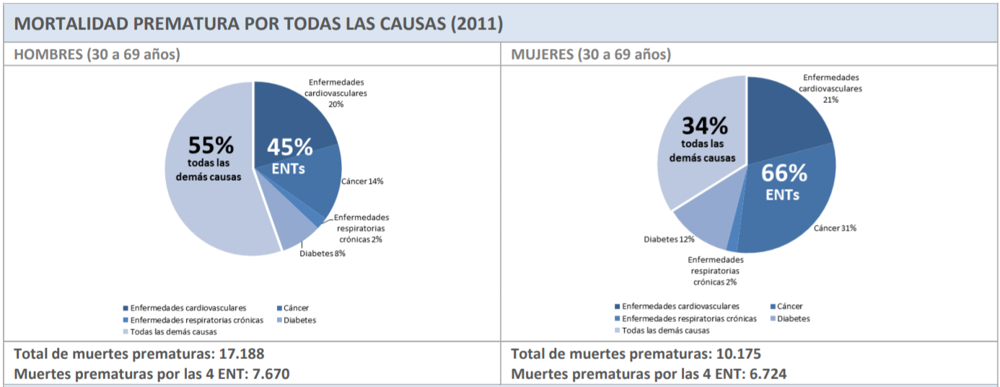 MORTALIDAD PREMATURA POR TODAS LAS CAUSAS (2011)
HOMBRES (30 a 69 años)
Enfermedades
cardiovasculares
20%
55%
todas las
demás causas
45%
ENTs
Cáncer 14%
Enfermedades
respiratorias
crónicas 2%
Diabetes 8%
Enfermedades cardiovasculares
Cáncer
Enfermedades respiratorias crónicas
Diabetes
Todas las demás causas
Total de muertes prematuras: 17.188
Muertes prematuras por las 4 ENT: 7.670
MUJERES (30 a 69 años)
Enfermedades
cardiovasculares
21%
34%
todas las
demás causas
66%
ENTs
Cáncer 31%
Diabetes 12%
Enfermedades
respiratorias
crónicas 2%
Enfermedades cardiovasculares
Cáncer
Enfermedades respiratorias crónicas
Diabetes
Todas las demás causas
Total de muertes prematuras: 10.175
Muertes prematuras por las 4 ENT: 6.724